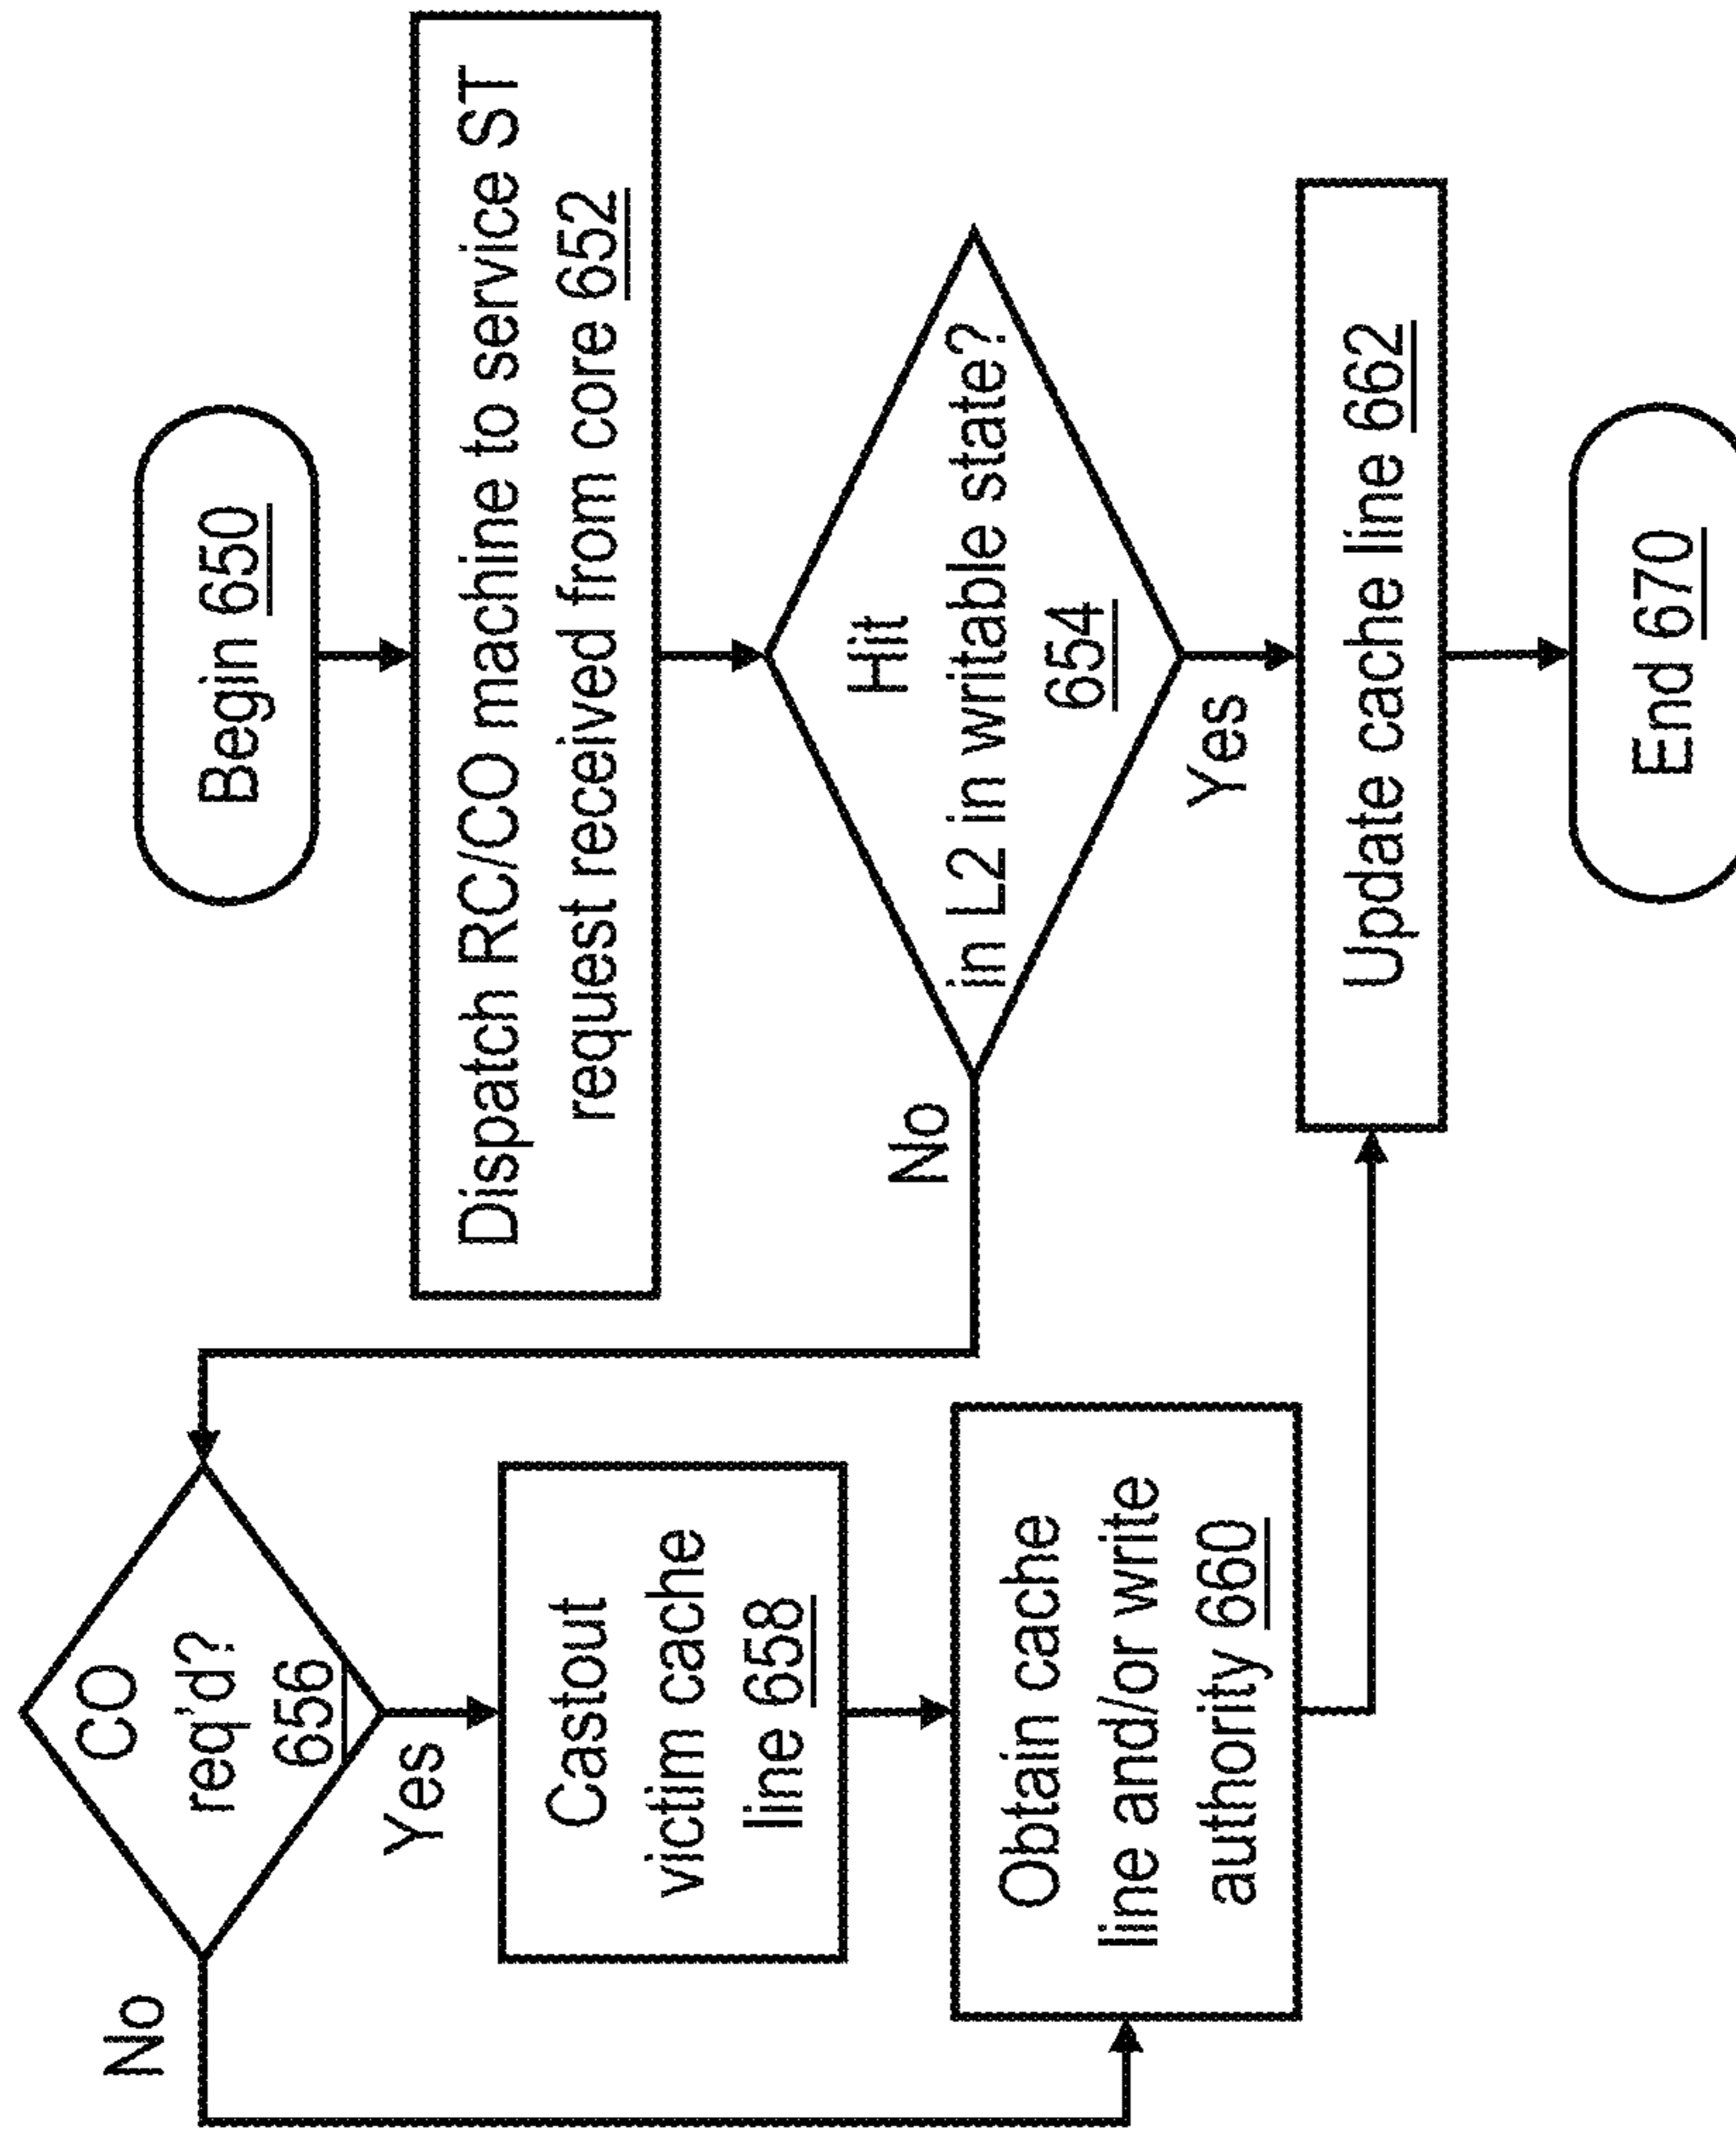 Begin 650
Dispatch RC/CO machine to service ST
request received from core 652
Hit
in L2 in writable state?
654
No
Yes
CO
req'd?
656
No
Yes
Castout
victim cache
line 658
Obtain cache
line and/or write
authority 660
Update cache line 662
End 670